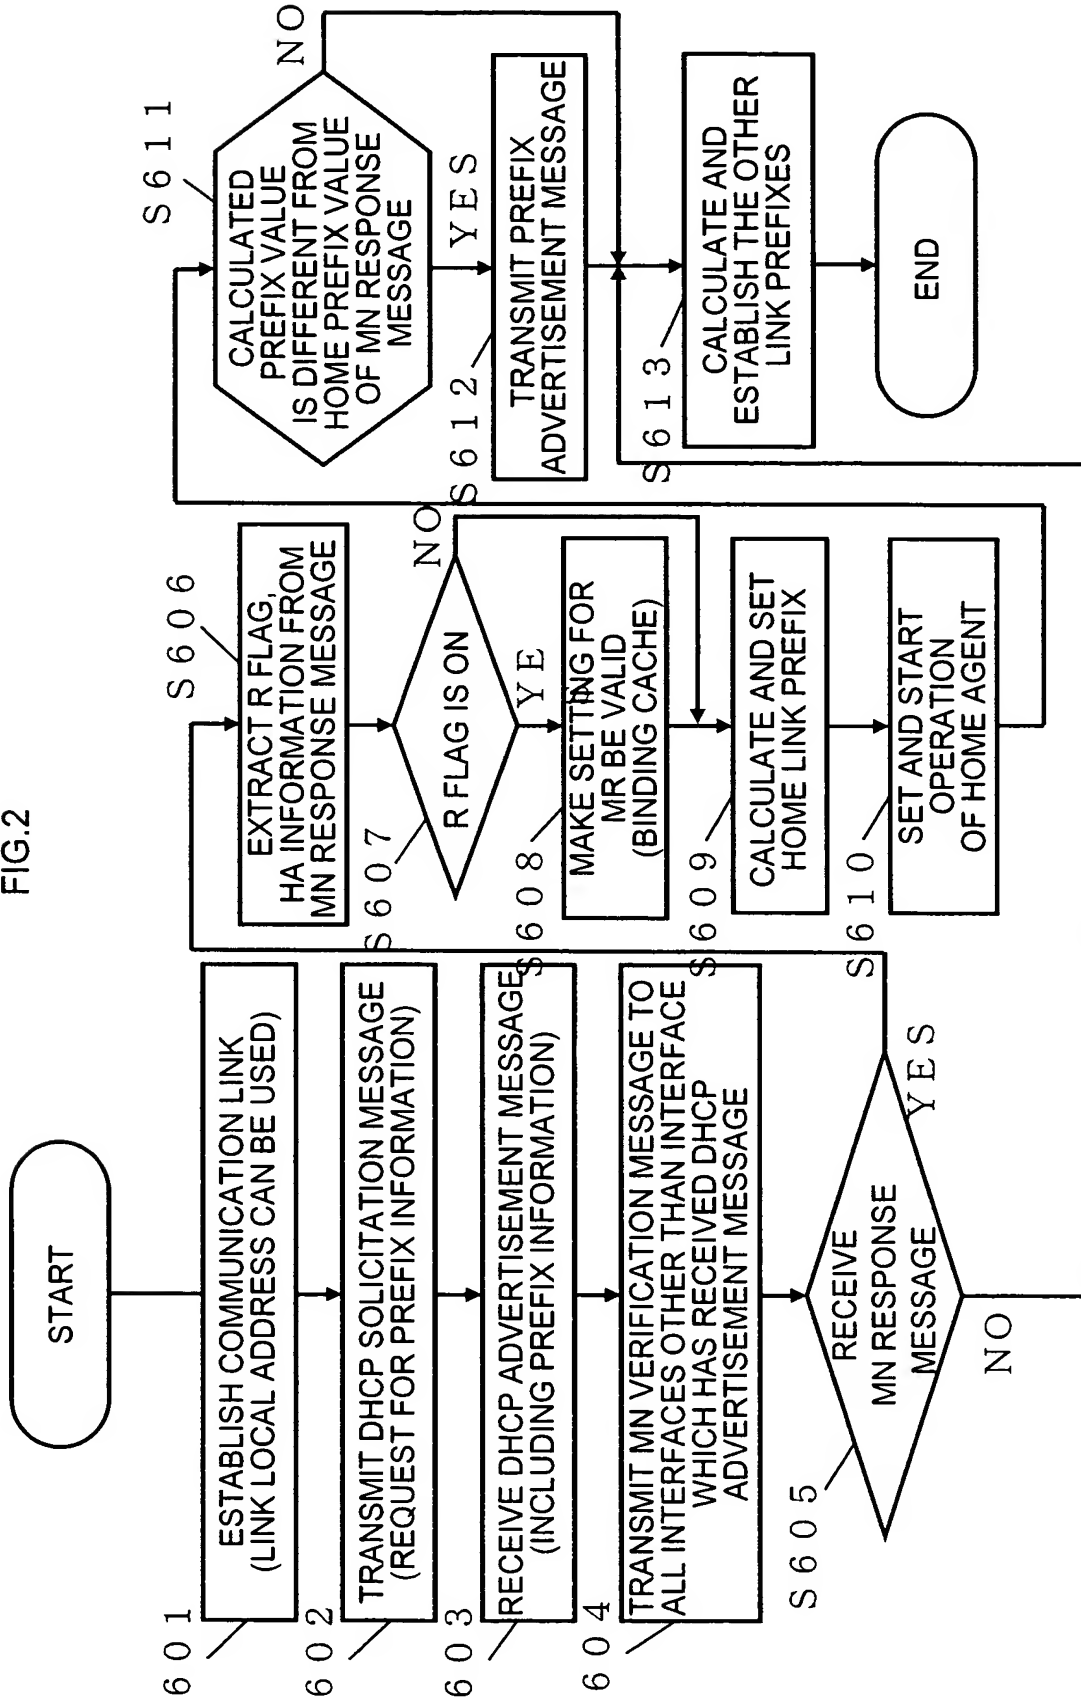 FIG.2
START
601
ESTABLISH COMMUNICATION LINK
(LINK LOCAL ADDRESS CAN BE USED)
602
TRANSMIT DHCP SOLICITATION MESSAGE
(REQUEST FOR PREFIX INFORMATION)
603
RECEIVE DHCP ADVERTISEMENT MESSAGE
(INCLUDING PREFIX INFORMATION)
604
TRANSMIT MN VERIFICATION MESSAGE TO
ALL INTERFACES OTHER THAN INTERFACE
WHICH HAS RECEIVED DHCP
ADVERTISEMENT MESSAGE
S605
RECEIVE
MN RESPONSE
MESSAGE
YES
NO
S606
EXTRACT R FLAG,
HA INFORMATION FROM
MN RESPONSE MESSAGE
S607
R FLAG IS ON
NO
YE
S608
MAKE SETTING FOR
MR BE VALID
(BINDING CACHE)
S609
CALCULATE AND SET
HOME LINK PREFIX
S610
SET AND START
OPERATION
OF HOME AGENT
S611
CALCULATED
PREFIX VALUE
IS DIFFERENT FROM
HOME PREFIX VALUE
OF MN RESPONSE
MESSAGE
NO
YES
S612
TRANSMIT PREFIX
ADVERTISEMENT MESSAGE
S613
CALCULATE AND
ESTABLISH THE OTHER
LINK PREFIXES
END